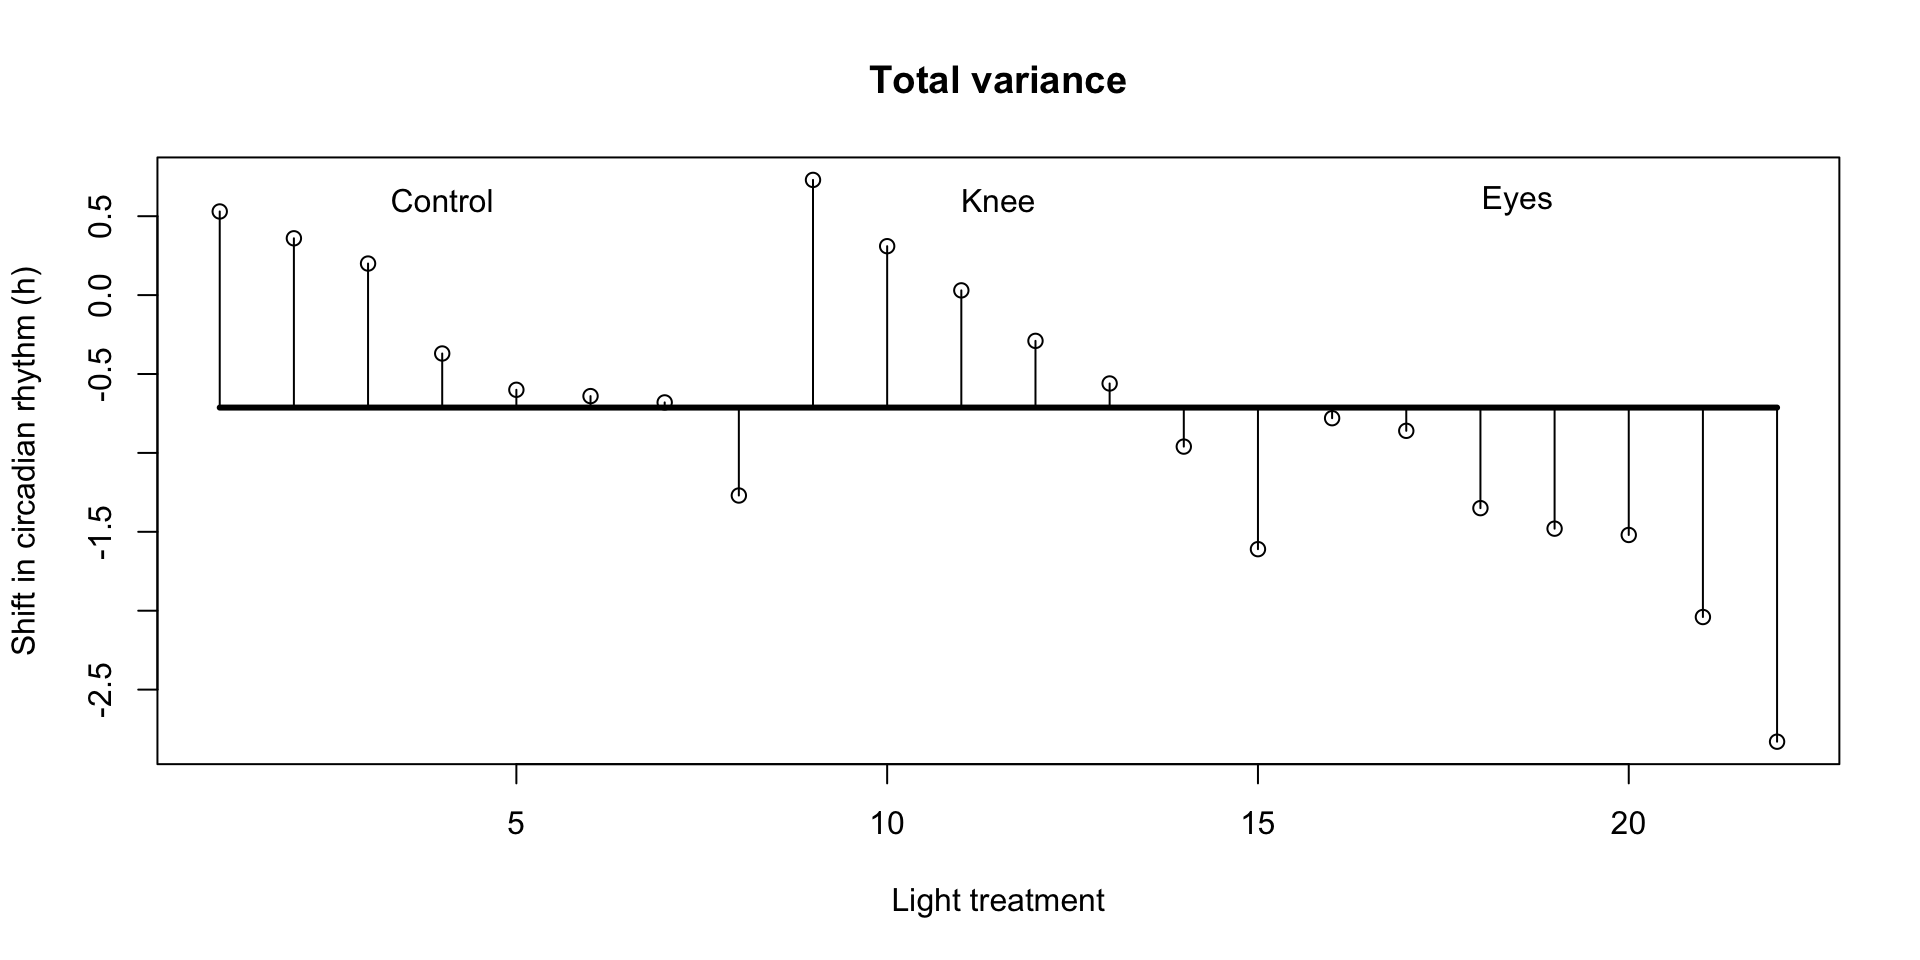 Total variance
Control
Knee
Eyes
Shift in circadian rhythm (h)
0.5
0.0
-0.5
-1.5
-2.5
5
10
15
20
Light treatment